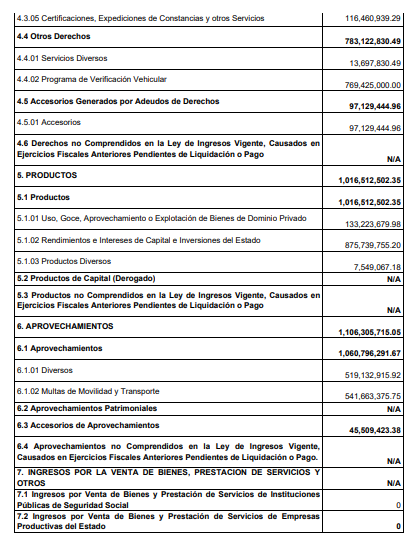 4.3.05 Certificaciones, Expediciones de Constancias y otros Servicios 116,460,939.29
4.4 Otros Derechos 783,122,830.49
4.4.01 Servicios Diversos 13,697,830.49
4.4.02 Programa de Verificación Vehicular 769,425,000.00
4.5 Accesorios Generados por Adeudos de Derechos 97,129,444.96
4.5.01 Accesorios 97,129,444.96
4.6 Derechos no Comprendidos en la Ley de Ingresos Vigente, Causados en
Ejercicios Fiscales Anteriores Pendientes de Liquidación o Pago N/A
5. PRODUCTOS 1,016,512,502.35
5.1 Productos 1,016,512,502.35
5.1.01 Uso, Goce, Aprovechamiento o Explotación de Bienes de Dominio Privado 133,223,679.98
5.1.02 Rendimientos e Intereses de Capital e Inversiones del Estado 875,739,755.20
5.1.03 Productos Diversos 7,549,067.18
5.2 Productos de Capital (Derogado) N/A
5.3 Productos no Comprendidos en la Ley de Ingresos Vigente, Causados en
Ejercicios Fiscales Anteriores Pendientes de Liquidación o Pago N/A
6. APROVECHAMIENTOS 1,106,305,715.05
6.1 Aprovechamientos 1,060,796,291.67
6.1.01 Diversos 519,132,915.92
6.1.02 Multas de Movilidad y Transporte 541,663,375.75
6.2 Aprovechamientos Patrimoniales N/A
6.3 Accesorios de Aprovechamientos 45,509,423.38
6.4 Aprovechamientos no Comprendidos en la Ley de Ingresos Vigente,
Causados en Ejercicios Fiscales Anteriores Pendientes de Liquidación o Pago. N/A
7. INGRESOS POR LA VENTA DE BIENES, PRESTACION DE SERVICIOS Y
OTROS N/A
7.1 Ingresos por Venta de Bienes y Prestación de Servicios de Instituciones
Públicas de Seguridad Social 0
7.2 Ingresos por Venta de Bienes y Prestación de Servicios de Empresas
Productivas del Estado 0